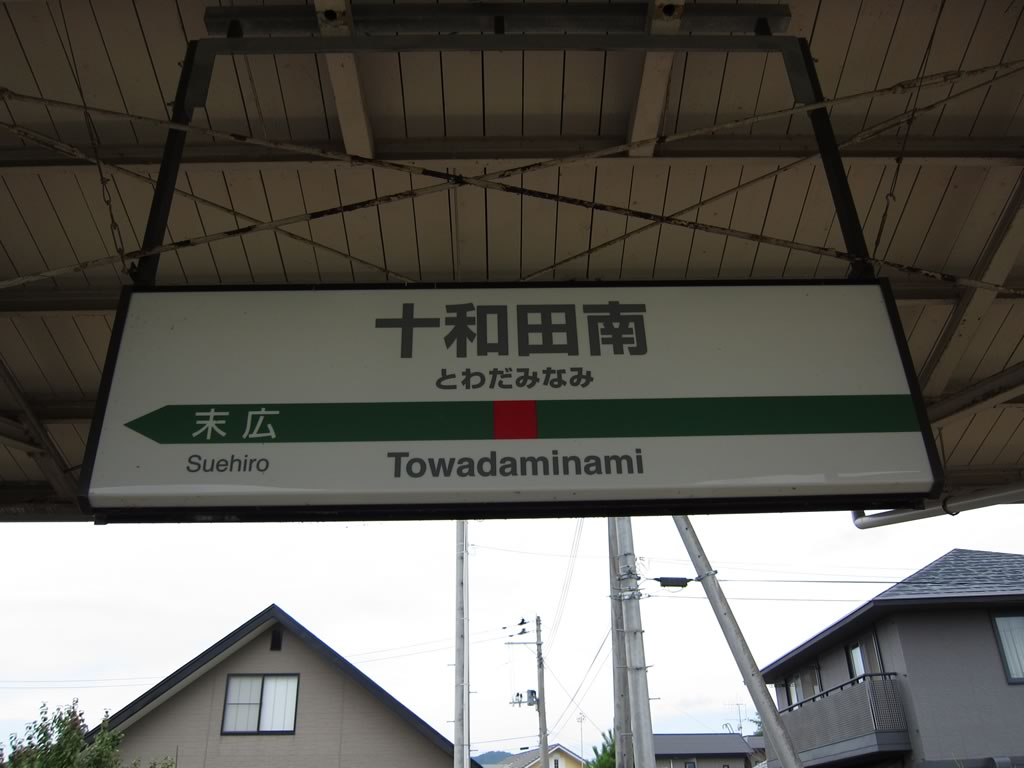 十和田南
とわだみなみ
末広
Suehiro
Towadaminami